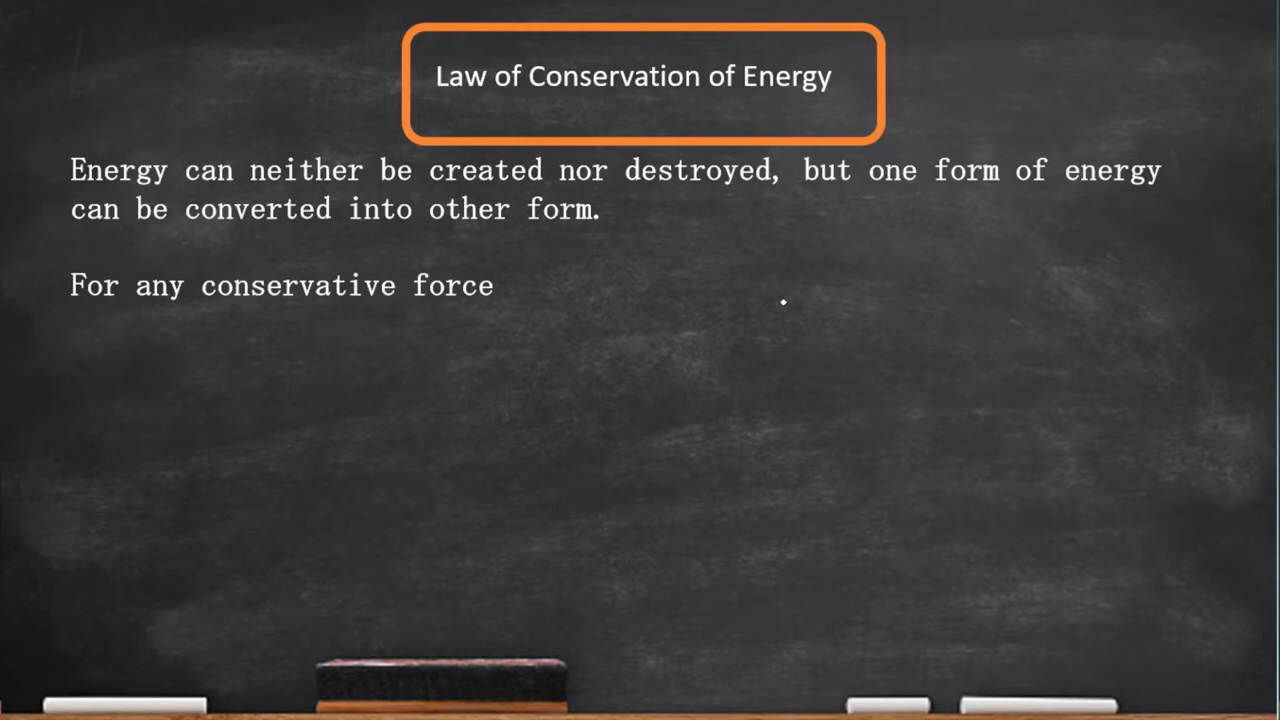 Law of Conservation of Energy
Energy can neither be created nor destroyed, but one form of energy
can be converted into other form.
For any conservative force